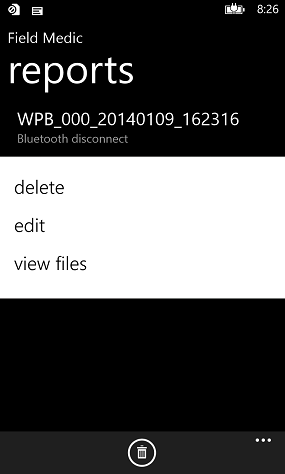 8:26
Field Medic
reports
WPB_000_20140109_162316
Bluetooth disconnect
delete
edit
view files